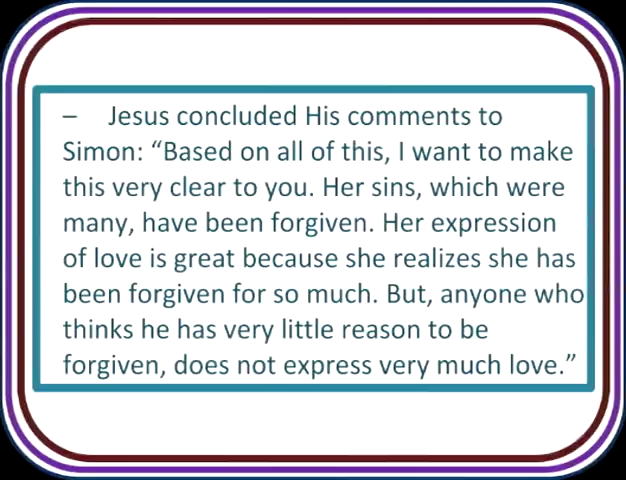 – Jesus concluded His comments to
Simon: “Based on all of this, I want to make
this very clear to you. Her sins, which were
many, have been forgiven. Her expression
of love is great because she realizes she has
been forgiven for so much. But, anyone who
thinks he has very little reason to be
forgiven, does not express very much love.”